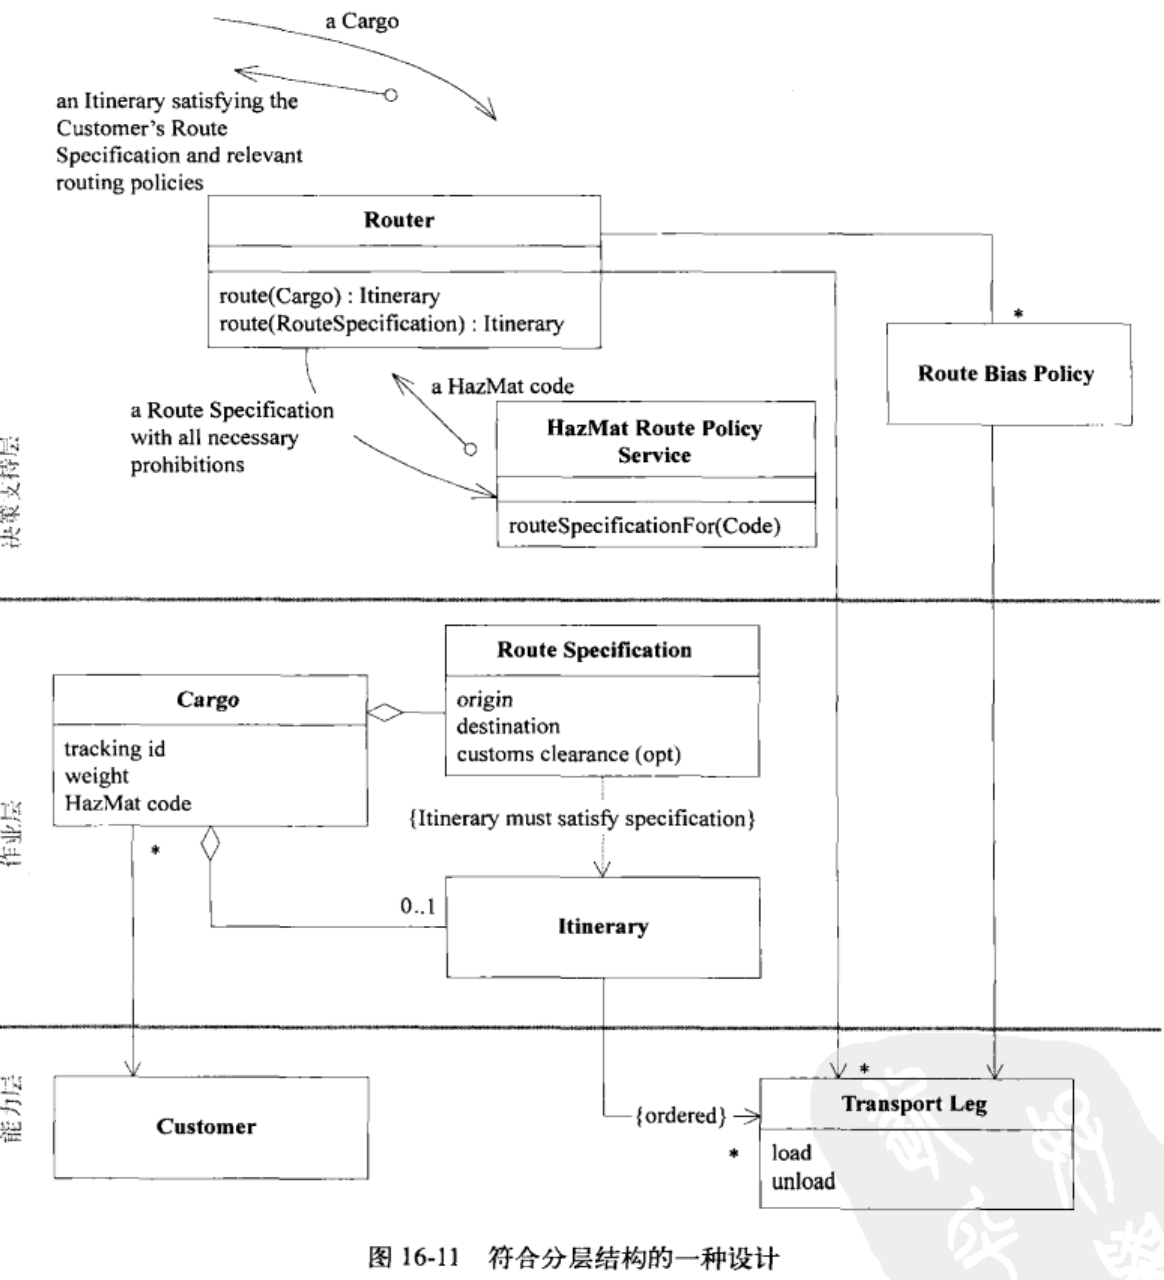 a Cargo
an Itinerary satisfying the
Customer's Route
Specification and relevant
routing policies
Router
route(Cargo) : Itinerary
route(RouteSpecification) : Itinerary
*
Route Bias Policy
a HazMat code
a Route Specification
with all necessary
prohibitions
HazMat Route Policy
Service
routeSpecificationFor(Code)
决策支持层
Route Specification
origin
destination
customs clearance (opt)
Cargo
tracking id
weight
HazMat code
{Itinerary must satisfy specification}
*
0..1
Itinerary
作业层
Customer
*
Transport Leg
{ordered}
*
load
unload
能力层
图 16-11 符合分层结构的一种设计